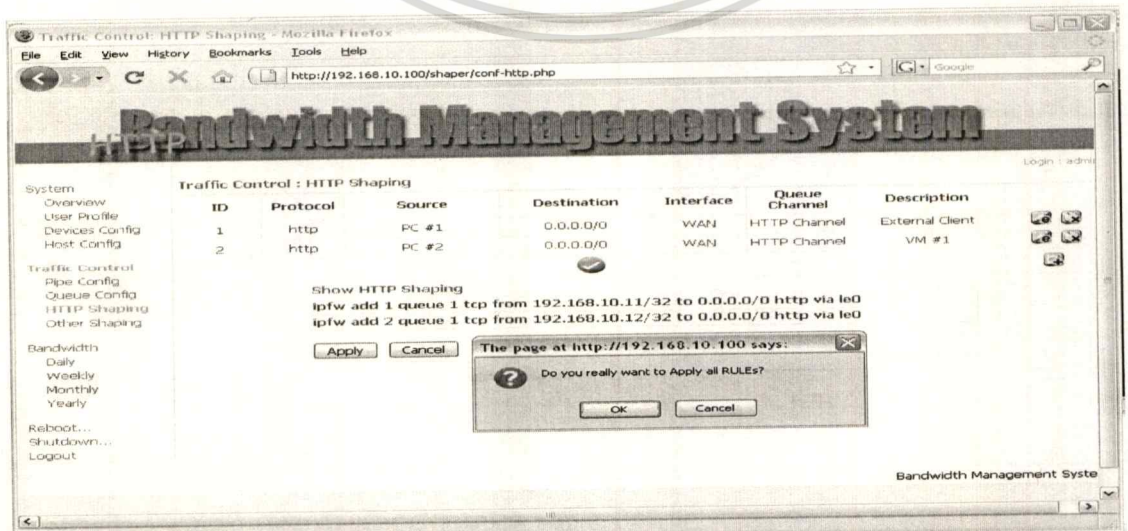 Traffic Control: HTTP Shaping - Mozilla Firefox
File Edit View History Bookmarks Tools Help
http://192.168.10.100/shaper/conf-http.php
Google
Bandwidth Management System
HTTP
Login : admi
System
Overview
User Profile
Devices Config
Host Config
Traffic Control
Pipe Config
Queue Config
HTTP Shaping
Other Shaping
Bandwidth
Daily
Weekly
Monthly
Yearly
Reboot...
Shutdown...
Logout
Traffic Control : HTTP Shaping
ID Protocol Source Destination Interface Queue Channel Description
1 http PC #1 0.0.0.0/0 WAN HTTP Channel External Client
2 http PC #2 0.0.0.0/0 WAN HTTP Channel VM #1
Show HTTP Shaping
ipfw add 1 queue 1 tcp from 192.168.10.11/32 to 0.0.0.0/0 http via le0
ipfw add 2 queue 1 tcp from 192.168.10.12/32 to 0.0.0.0/0 http via le0
Apply Cancel
The page at http://192.168.10.100 says:
Do you really want to Apply all RULEs?
OK Cancel
Bandwidth Management Syste